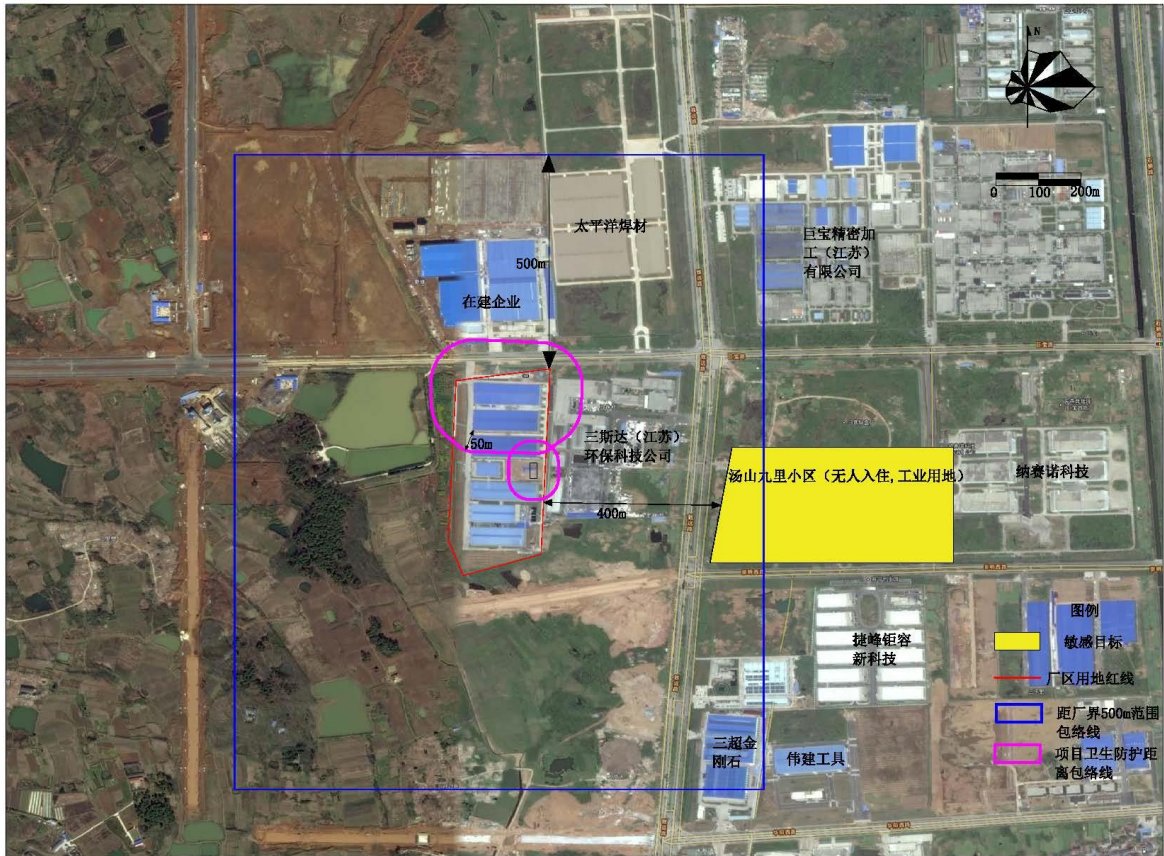 N
0 100 200m
太平洋焊材
巨宝精密加
工（江苏）
有限公司
500m
在建企业
巨宝路
50m
三斯达（江苏）
环保科技公司
汤山九里小区（无人入住,工业用地）
纳赛诺科技
400m
捷峰钜容
新科技
三超金
刚石
伟建工具
图例
敏感目标
厂区用地红线
距厂界500m范围
包络线
项目卫生防护距
离包络线